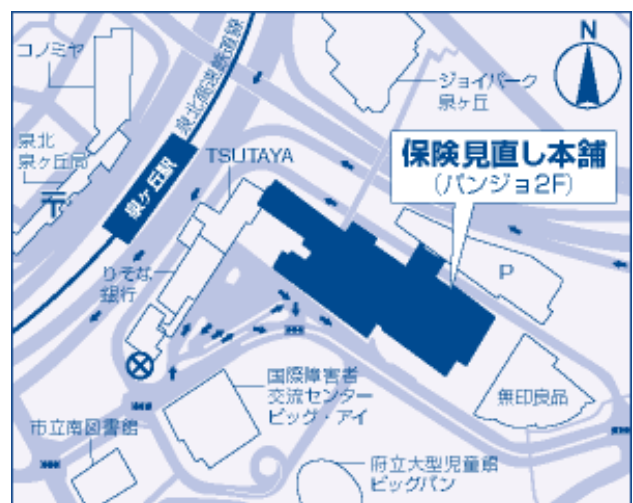 コノミヤ
泉北高速鉄道線
ジョイパーク
泉ヶ丘
N
泉北
泉ヶ丘局
泉ヶ丘駅
TSUTAYA
保険見直し本舗
(パンジョ2F)
P
りそな
銀行
国際障害者
交流センター
ビッグ・アイ
無印良品
市立南図書館
府立大型児童館
ビッグバン